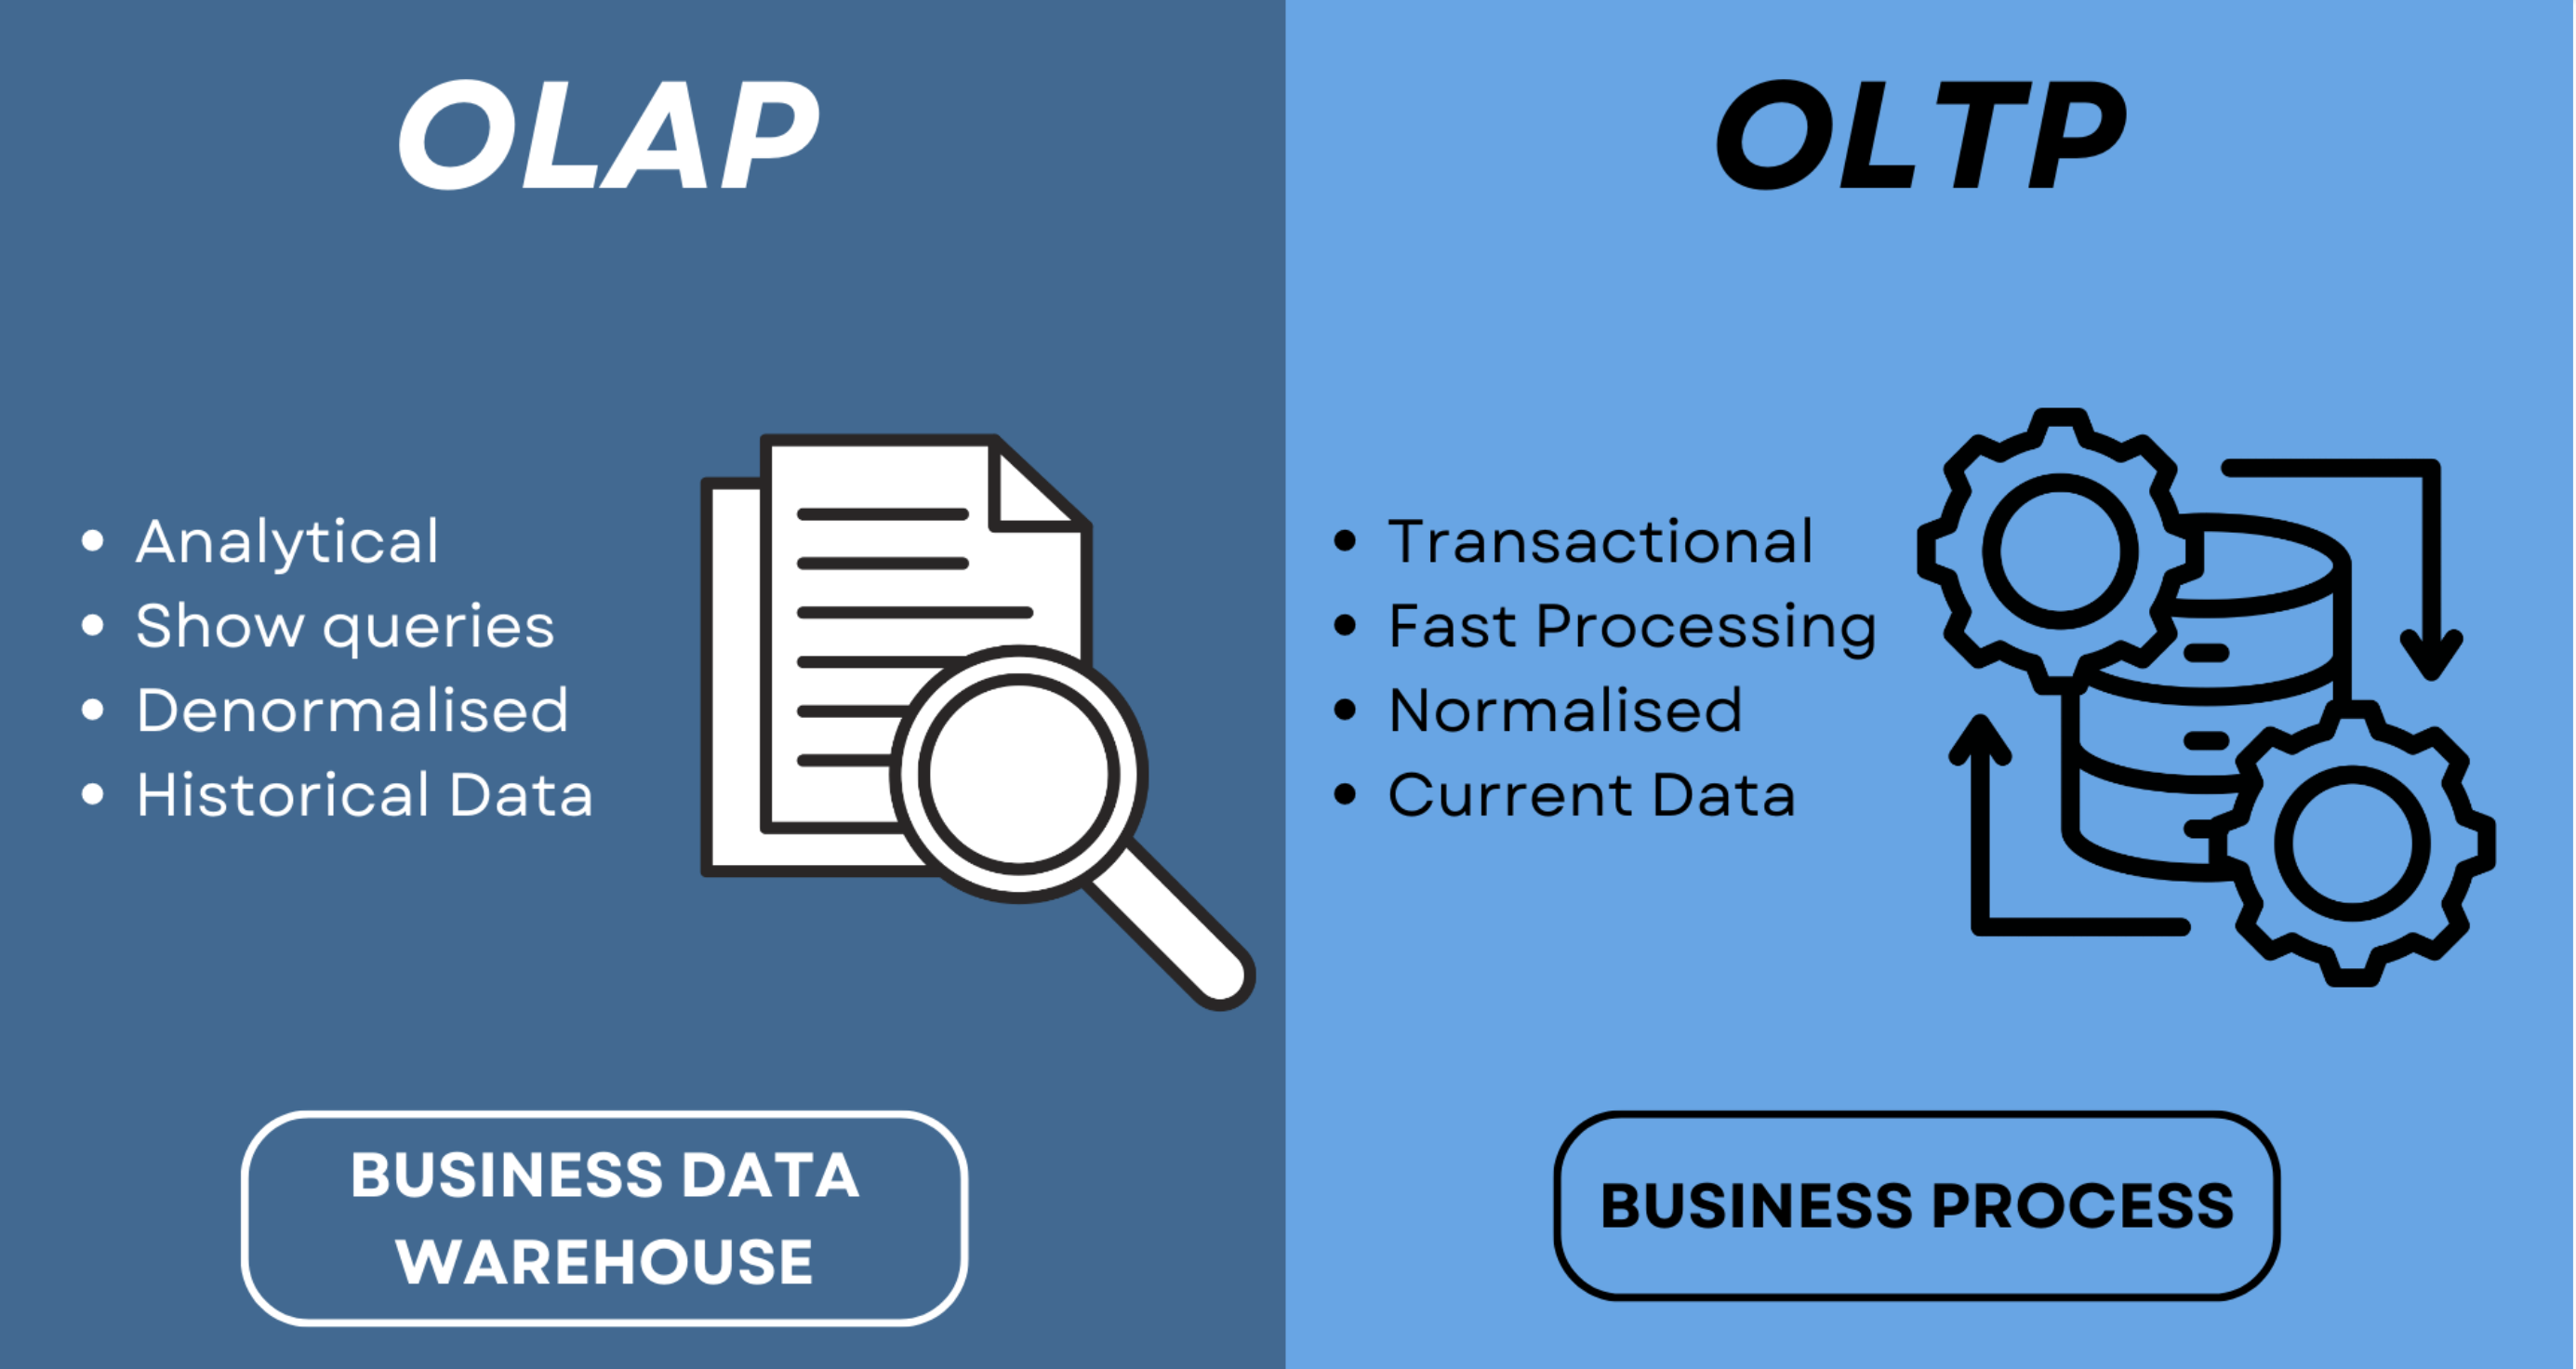 OLAP
• Analytical
• Show queries
• Denormalised
• Historical Data
BUSINESS DATA
WAREHOUSE
OLTP
• Transactional
• Fast Processing
• Normalised
• Current Data
BUSINESS PROCESS